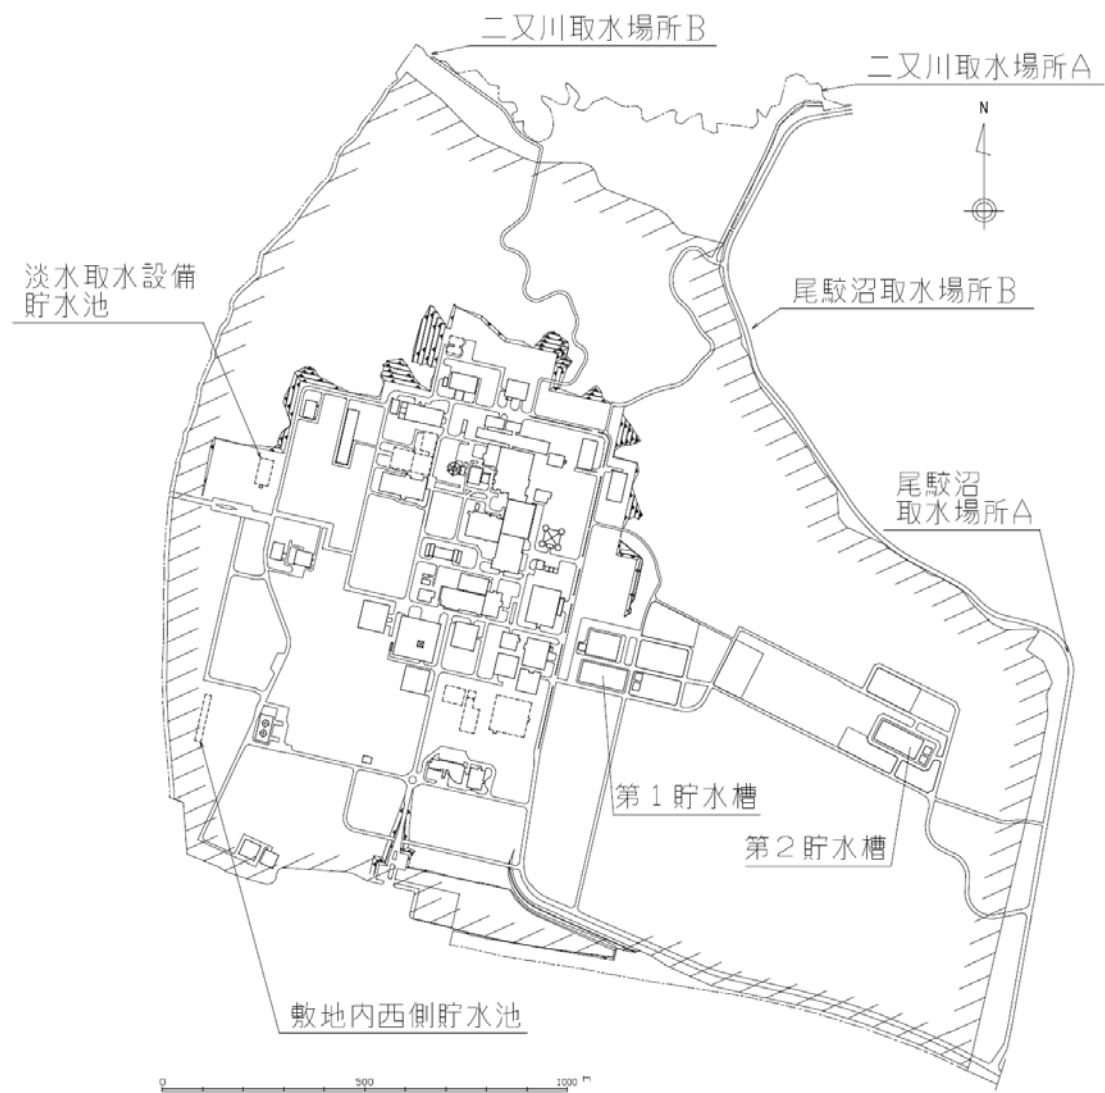 二又川取水場所B
二又川取水場所A
N
淡水取水設備
貯水池
尾駮沼取水場所B
尾駮沼
取水場所A
第1貯水槽
第2貯水槽
敷地内西側貯水池
0 500 1000 m